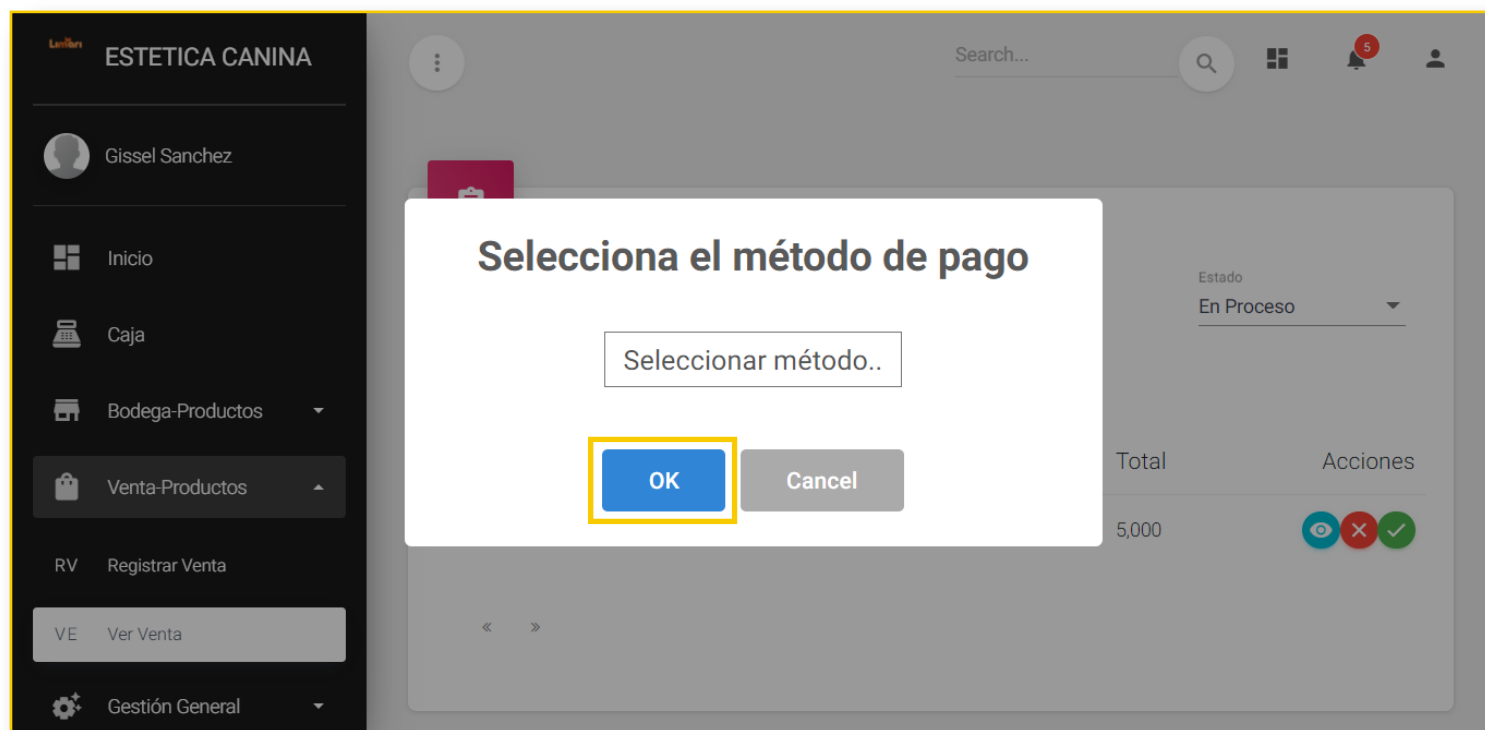 Lambari
ESTETICA CANINA
Search...
5
Gissel Sanchez
Inicio
Caja
Bodega-Productos
Venta-Productos
RV Registrar Venta
VE Ver Venta
Gestión General
Selecciona el método de pago
Seleccionar método..
OK Cancel
Estado
En Proceso
Total Acciones
5,000
« »